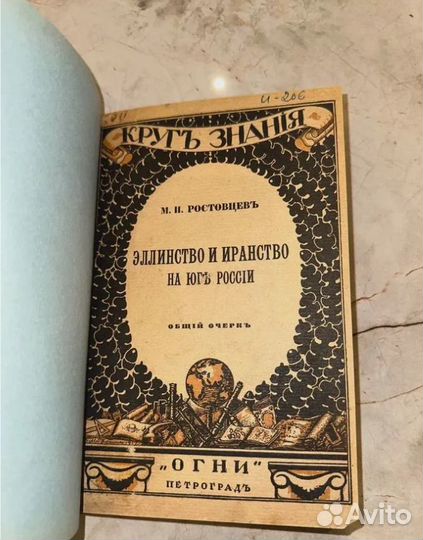 И-206
КРУГЪ ЗНАНІЯ
М. И. РОСТОВЦЕВЪ
ЭЛЛИНСТВО И ИРАНСТВО
НА ЮГѢ РОССІИ
ОБЩІЙ ОЧЕРКЪ
„ОГНИ“
ПЕТРОГРАДЪ
Avito